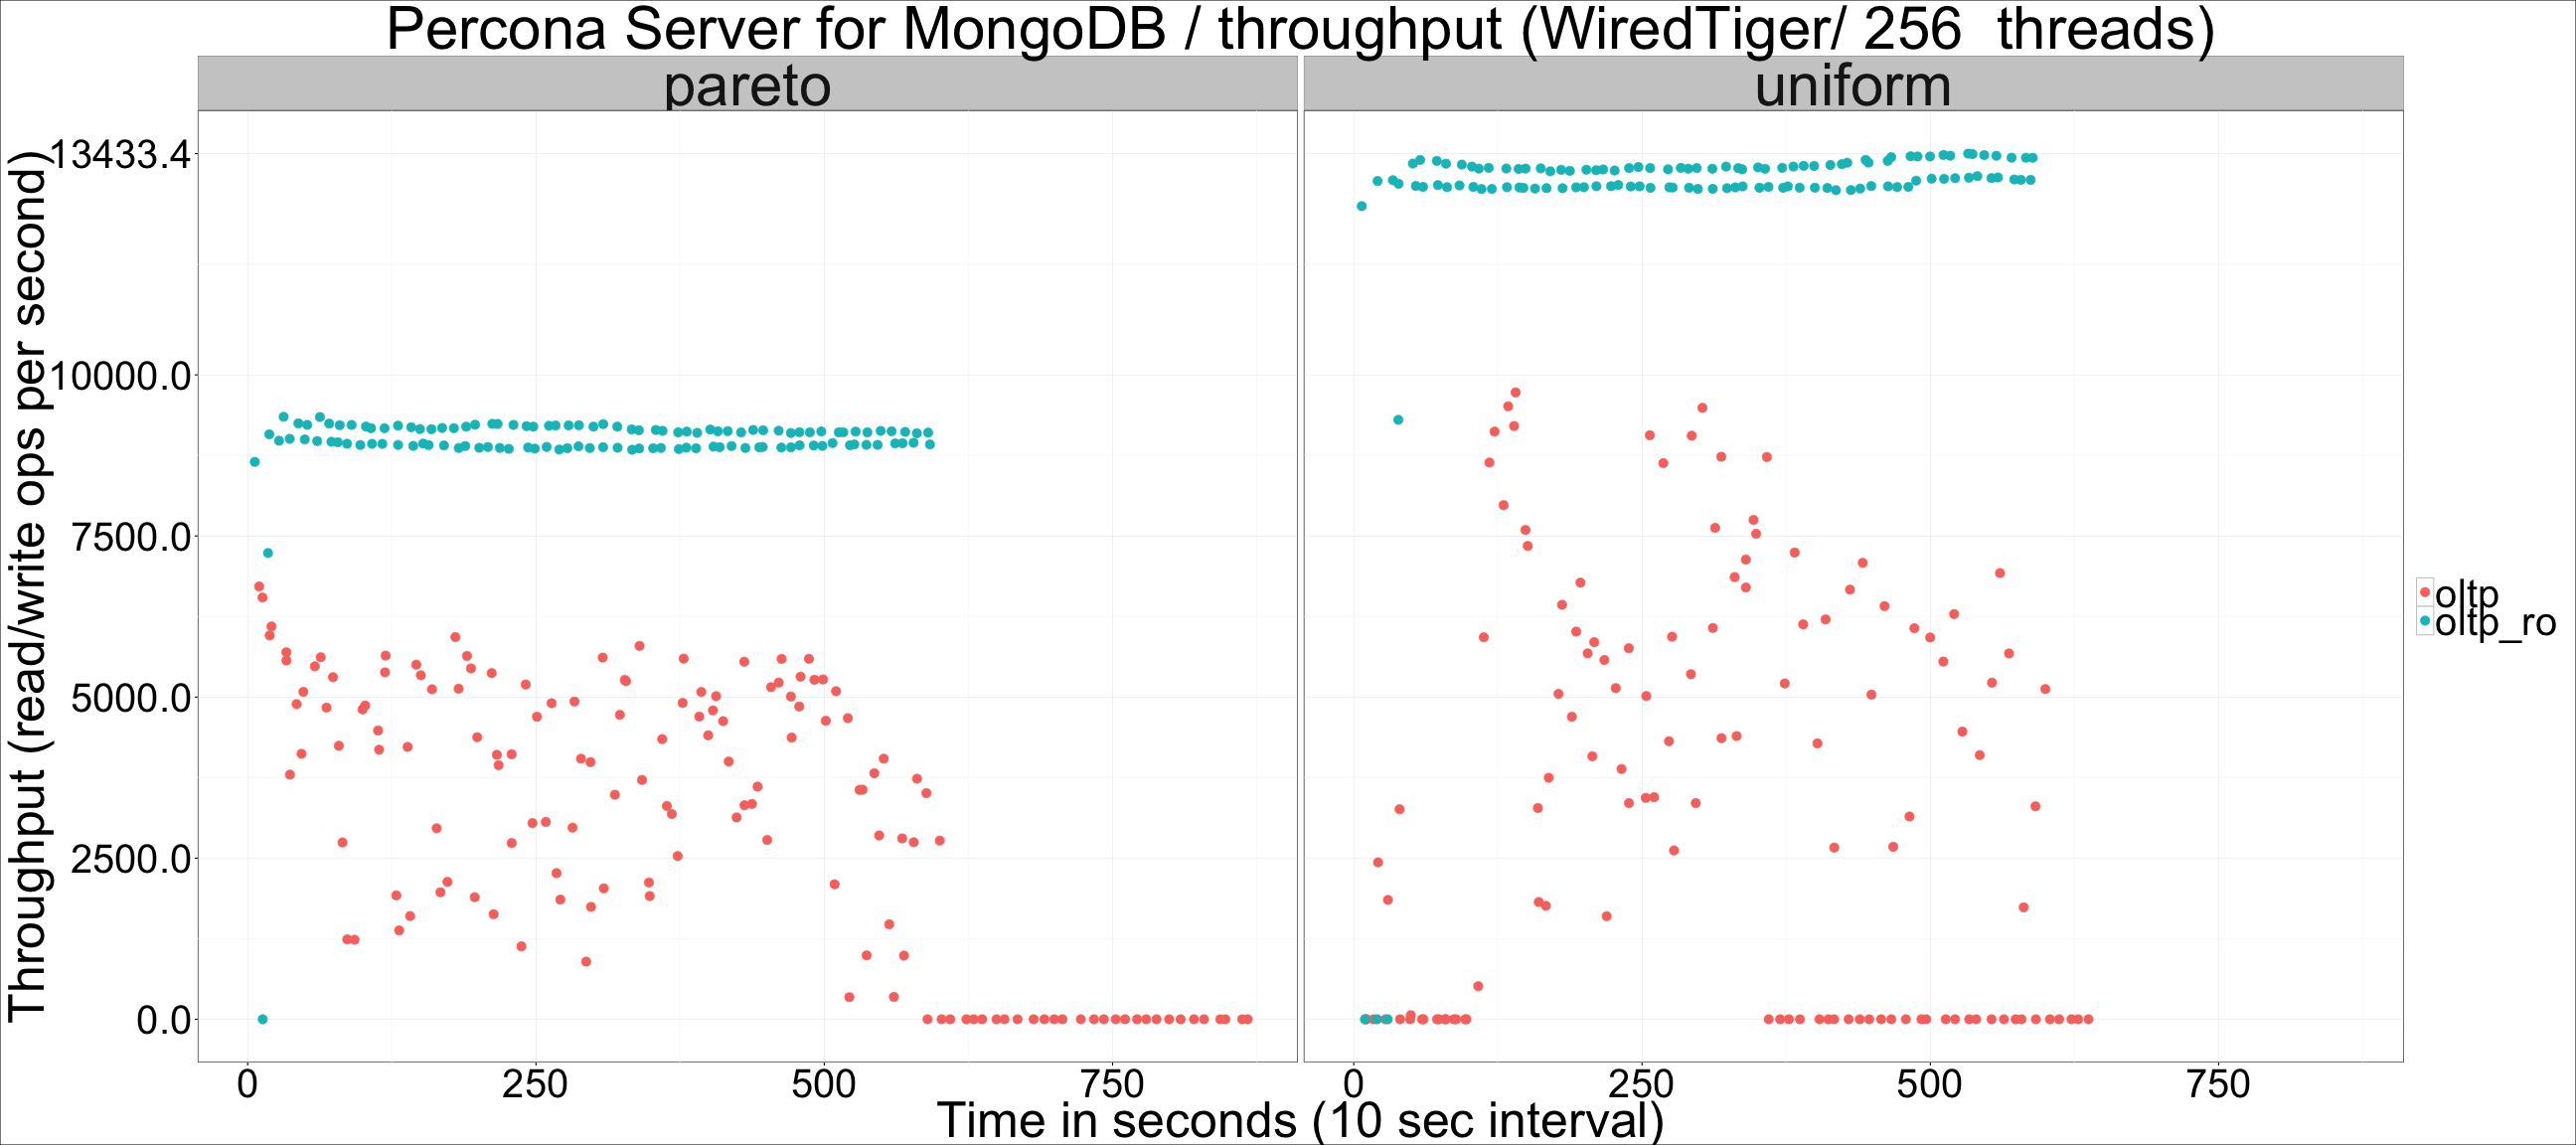 Percona Server for MongoDB / throughput (WiredTiger/ 256  threads)
pareto
uniform
Throughput (read/write ops per second)
13433.4
10000.0
7500.0
5000.0
2500.0
0.0
0 250 500 750
0 250 500 750
Time in seconds (10 sec interval)
oltp
oltp_ro